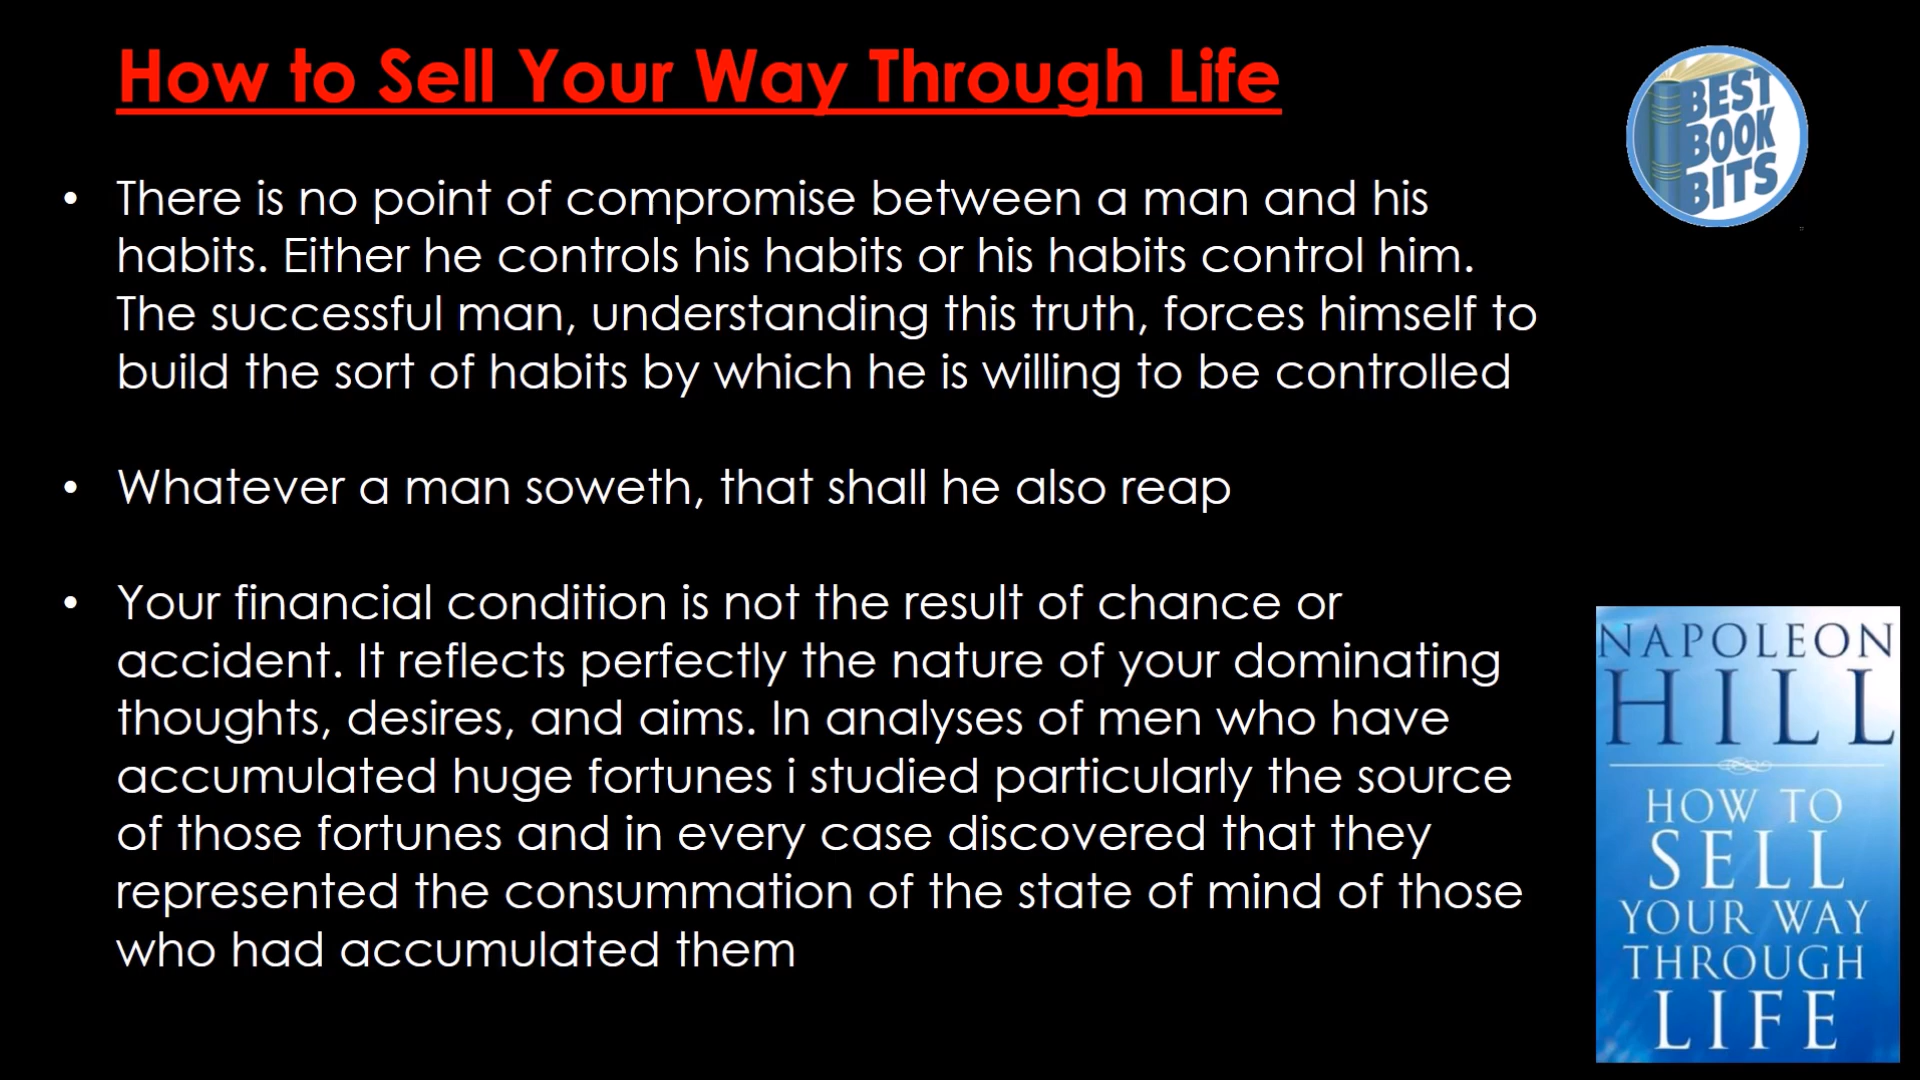 How to Sell Your Way Through Life
BEST
BOOK
BITS
• There is no point of compromise between a man and his
habits. Either he controls his habits or his habits control him.
The successful man, understanding this truth, forces himself to
build the sort of habits by which he is willing to be controlled
• Whatever a man soweth, that shall he also reap
• Your financial condition is not the result of chance or
accident. It reflects perfectly the nature of your dominating
thoughts, desires, and aims. In analyses of men who have
accumulated huge fortunes i studied particularly the source
of those fortunes and in every case discovered that they
represented the consummation of the state of mind of those
who had accumulated them
NAPOLEON
HILL
HOW TO
SELL
YOUR WAY
THROUGH
LIFE